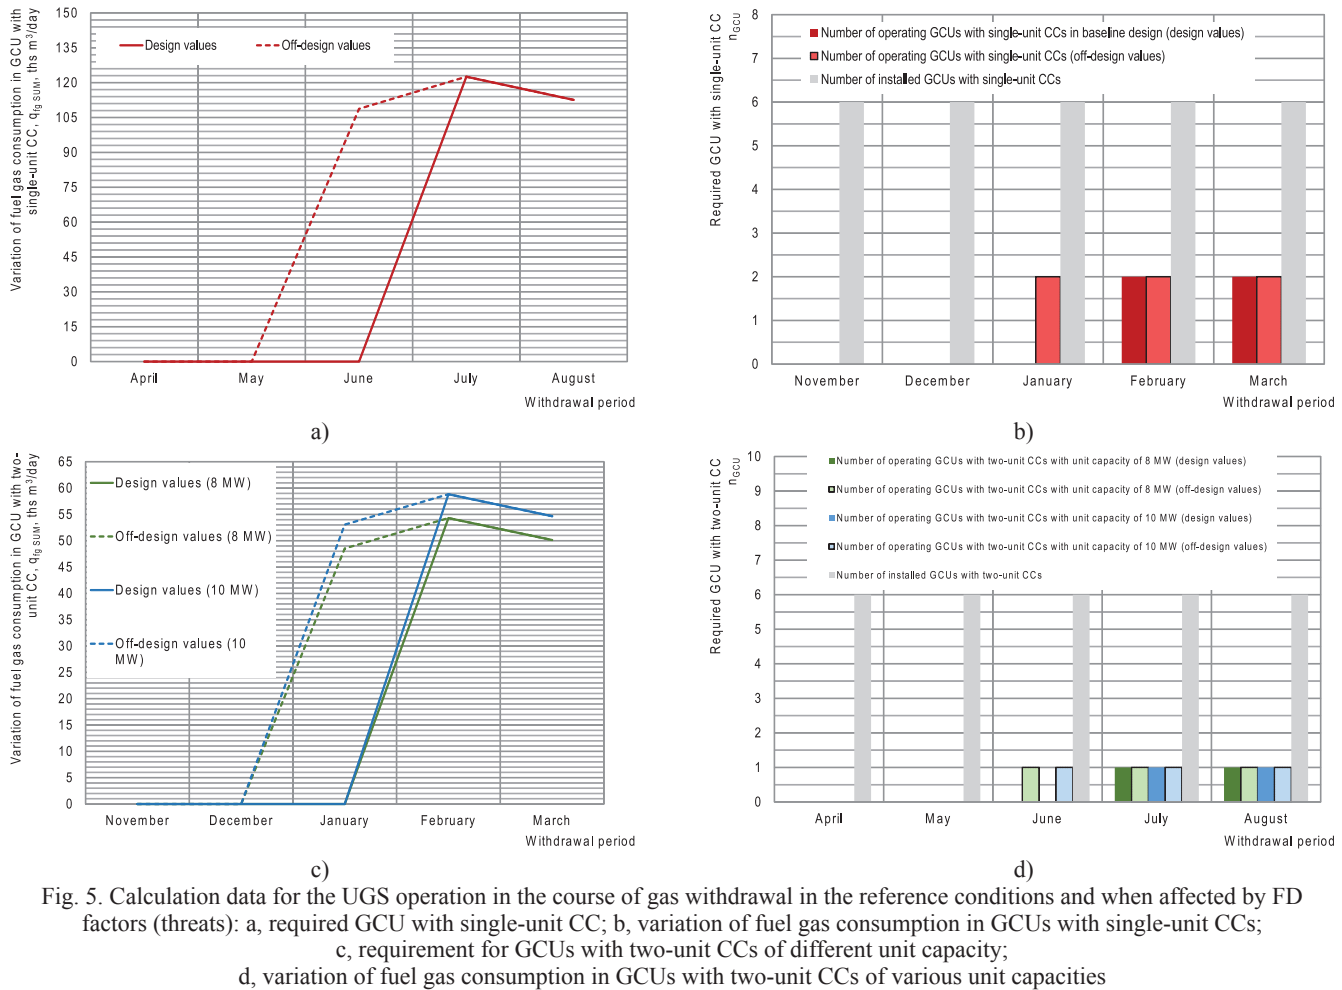 Variation of fuel gas consumption in GCU with
single-unit CC, qfg SUM, ths m³/day
150
135
120
105
90
75
60
45
30
15
0
Design values
Off-design values
April
May
June
July
August
Withdrawal period
a)
Required GCU with single-unit CC
nGCU
8
7
6
5
4
3
2
1
0
Number of operating GCUs with single-unit CCs in baseline design (design values)
Number of operating GCUs with single-unit CCs (off-design values)
Number of installed GCUs with single-unit CCs
November
December
January
February
March
Withdrawal period
b)
Variation of fuel gas consumption in GCU with two-
unit CC, qfg SUM, ths m³/day
65
60
55
50
45
40
35
30
25
20
15
10
5
0
Design values (8 MW)
Off-design values (8 MW)
Design values (10 MW)
Off-design values (10
MW)
November
December
January
February
March
Withdrawal period
c)
Required GCU with two-unit CC
nGCU
10
9
8
7
6
5
4
3
2
1
0
Number of operating GCUs with two-unit CCs with unit capacity of 8 MW (design values)
Number of operating GCUs with two-unit CCs with unit capacity of 8 MW (off-design values)
Number of operating GCUs with two-unit CCs with unit capacity of 10 MW (design values)
Number of operating GCUs with two-unit CCs with unit capacity of 10 MW (off-design values)
Number of installed GCUs with two-unit CCs
April
May
June
July
August
Withdrawal period
d)
Fig. 5. Calculation data for the UGS operation in the course of gas withdrawal in the reference conditions and when affected by FD
factors (threats): a, required GCU with single-unit CC; b, variation of fuel gas consumption in GCUs with single-unit CCs;
c, requirement for GCUs with two-unit CCs of different unit capacity;
d, variation of fuel gas consumption in GCUs with two-unit CCs of various unit capacities